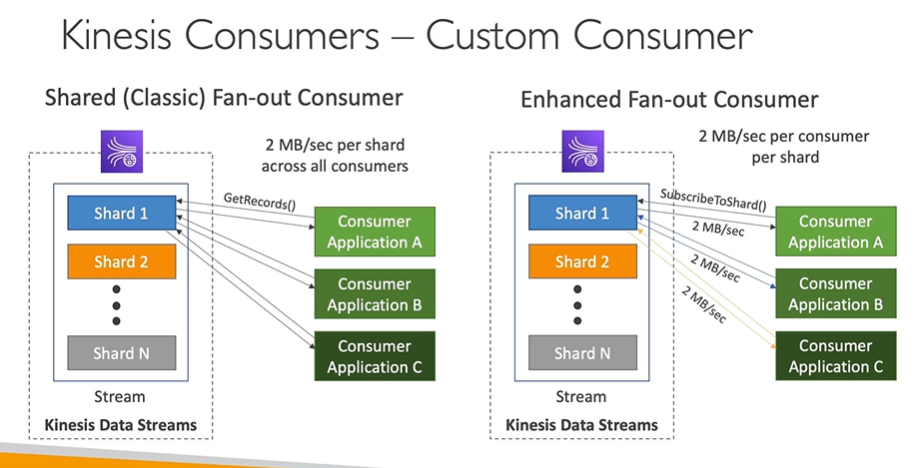 Kinesis Consumers – Custom Consumer
Shared (Classic) Fan-out Consumer
2 MB/sec per shard
across all consumers
GetRecords()
Shard 1
Shard 2
Shard N
Stream
Kinesis Data Streams
Consumer
Application A
Consumer
Application B
Consumer
Application C
Enhanced Fan-out Consumer
2 MB/sec per consumer
per shard
SubscribeToShard()
2 MB/sec
2 MB/sec
2 MB/sec
Shard 1
Shard 2
Shard N
Stream
Kinesis Data Streams
Consumer
Application A
Consumer
Application B
Consumer
Application C